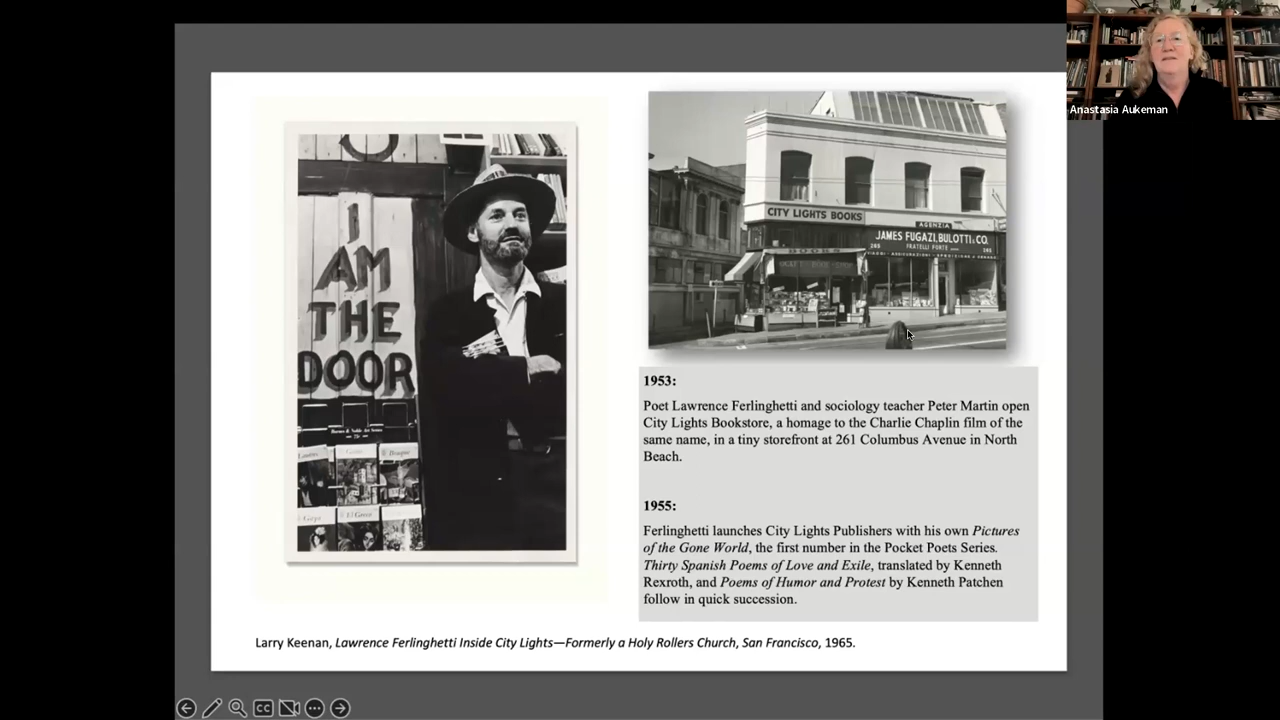 Anastasia Aukeman
I
AM
THE
DOOR
CITY LIGHTS BOOKS
AGENZIA
JAMES FUGAZI, BULOTTI & CO.
FRATELLI FORTE
BOOKS
1953:
Poet Lawrence Ferlinghetti and sociology teacher Peter Martin open
City Lights Bookstore, a homage to the Charlie Chaplin film of the
same name, in a tiny storefront at 261 Columbus Avenue in North
Beach.
1955:
Ferlinghetti launches City Lights Publishers with his own Pictures
of the Gone World, the first number in the Pocket Poets Series.
Thirty Spanish Poems of Love and Exile, translated by Kenneth
Rexroth, and Poems of Humor and Protest by Kenneth Patchen
follow in quick succession.
Larry Keenan, Lawrence Ferlinghetti Inside City Lights—Formerly a Holy Rollers Church, San Francisco, 1965.
CC